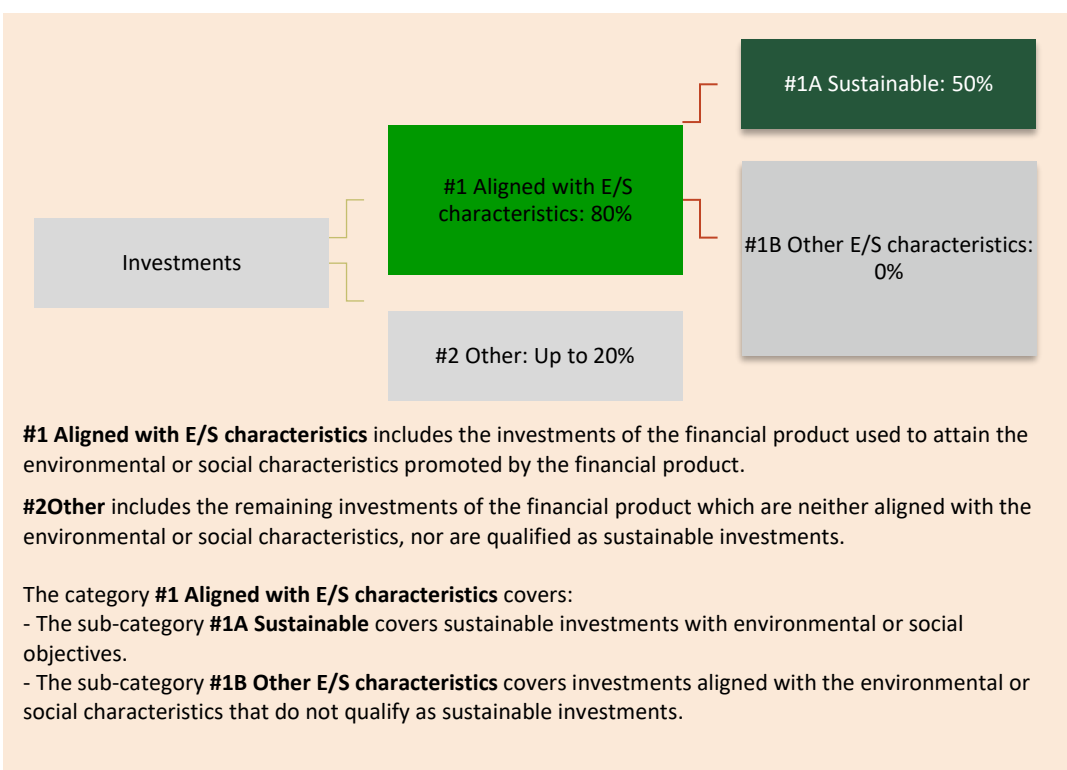 #1A Sustainable: 50%
#1 Aligned with E/S
characteristics: 80%
#1B Other E/S characteristics:
0%
Investments
#2 Other: Up to 20%
#1 Aligned with E/S characteristics includes the investments of the financial product used to attain the
environmental or social characteristics promoted by the financial product.
#2Other includes the remaining investments of the financial product which are neither aligned with the
environmental or social characteristics, nor are qualified as sustainable investments.
The category #1 Aligned with E/S characteristics covers:
- The sub-category #1A Sustainable covers sustainable investments with environmental or social
objectives.
- The sub-category #1B Other E/S characteristics covers investments aligned with the environmental or
social characteristics that do not qualify as sustainable investments.